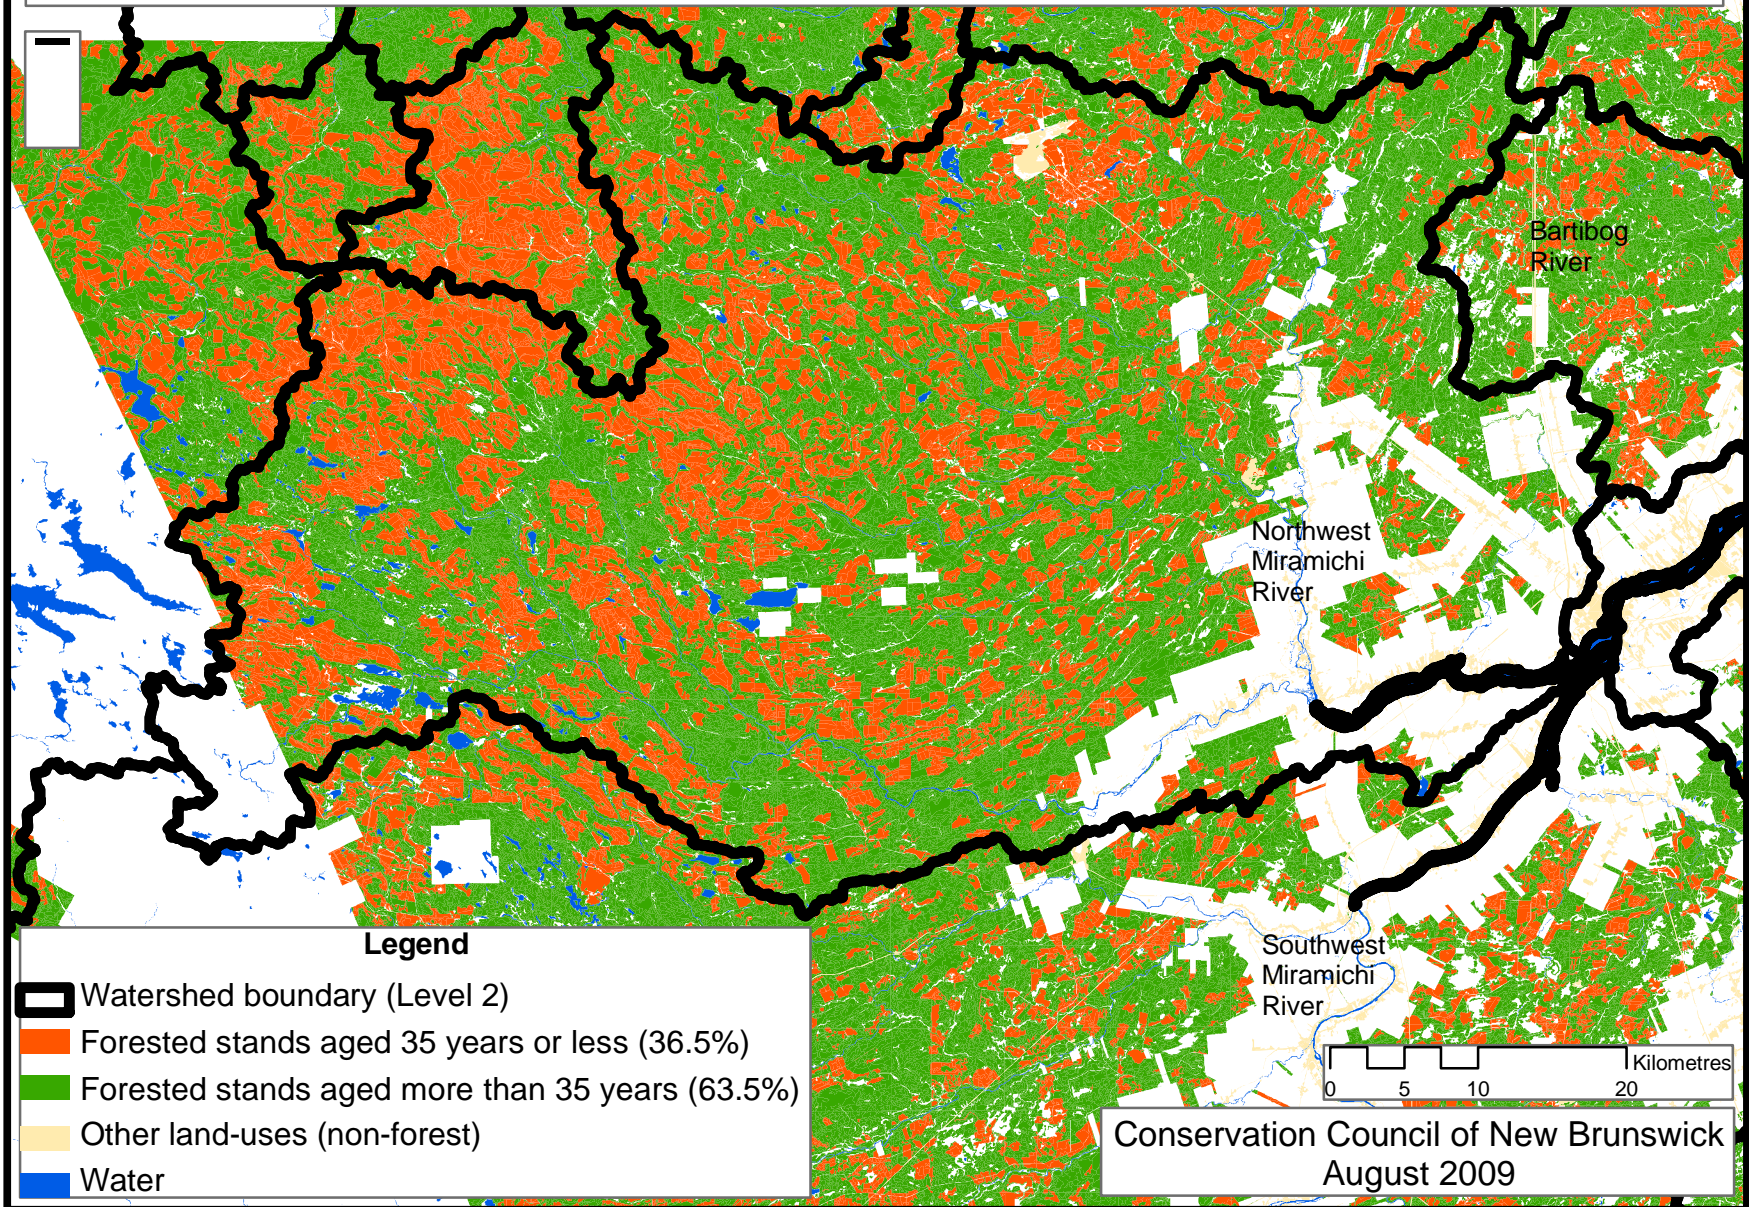 Bartibog
River
Northwest
Miramichi
River
Southwest
Miramichi
River
Legend
Watershed boundary (Level 2)
Forested stands aged 35 years or less (36.5%)
Forested stands aged more than 35 years (63.5%)
Other land-uses (non-forest)
Water
Kilometres
0 5 10 20
Conservation Council of New Brunswick
August 2009